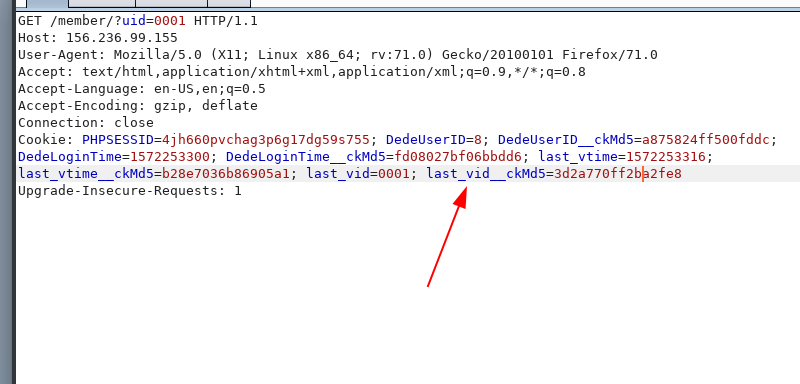 GET /member/?uid=0001 HTTP/1.1
Host: 156.236.99.155
User-Agent: Mozilla/5.0 (X11; Linux x86_64; rv:71.0) Gecko/20100101 Firefox/71.0
Accept: text/html,application/xhtml+xml,application/xml;q=0.9,*/*;q=0.8
Accept-Language: en-US,en;q=0.5
Accept-Encoding: gzip, deflate
Connection: close
Cookie: PHPSESSID=4jh660pvchag3p6g17dg59s755; DedeUserID=8; DedeUserID__ckMd5=a875824ff500fddc;
DedeLoginTime=1572253300; DedeLoginTime__ckMd5=fd08027bf06bbdd6; last_vtime=1572253316;
last_vtime__ckMd5=b28e7036b86905a1; last_vid=0001; last_vid__ckMd5=3d2a770ff2ba2fe8
Upgrade-Insecure-Requests: 1